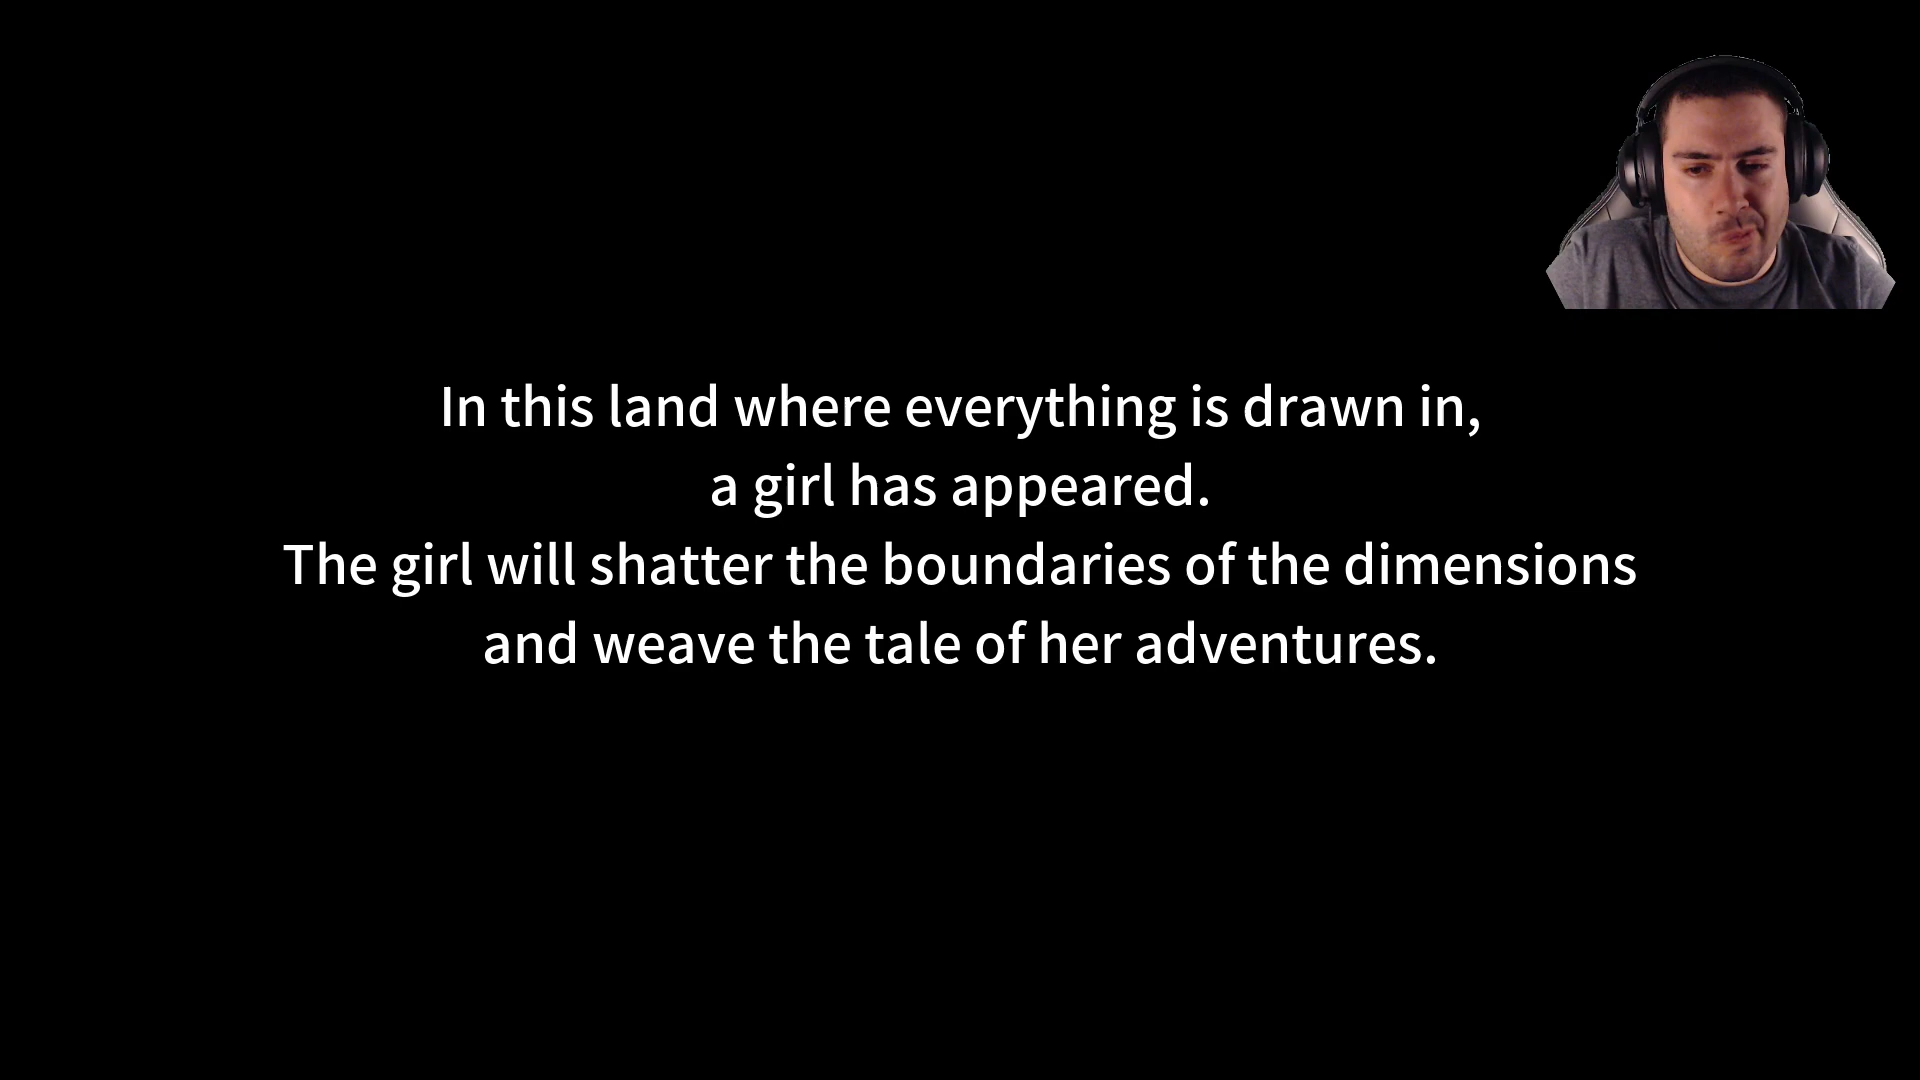 In this land where everything is drawn in,
a girl has appeared.
The girl will shatter the boundaries of the dimensions
and weave the tale of her adventures.